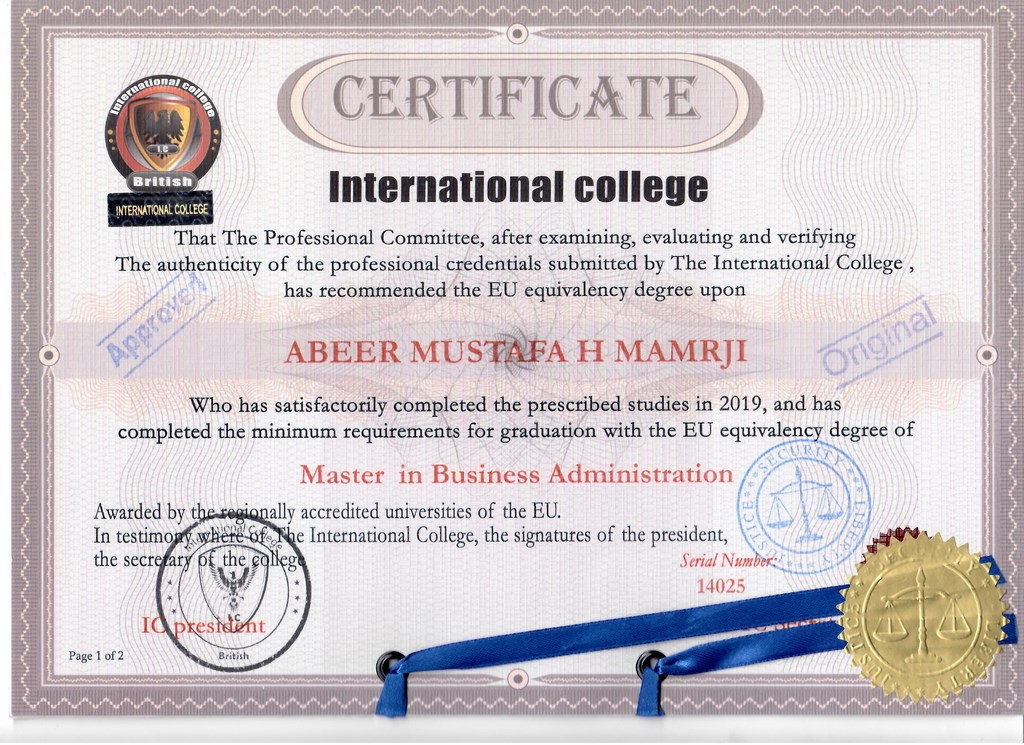 CERTIFICATE
International college
I.C
British
INTERNATIONAL COLLEGE
International college
That The Professional Committee, after examining, evaluating and verifying
The authenticity of the professional credentials submitted by The International College ,
has recommended the EU equivalency degree upon
Approved
Original
ABEER MUSTAFA H MAMRJI
Who has satisfactorily completed the prescribed studies in 2019, and has
completed the minimum requirements for graduation with the EU equivalency degree of
Master in Business Administration
SECURITY
LIBERTY
JUSTICE
Awarded by the regionally accredited universities of the EU.
In testimony where of The International College, the signatures of the president,
the secretary of the college
International College
British
Serial Number:
14025
IC president
Page 1 of 2